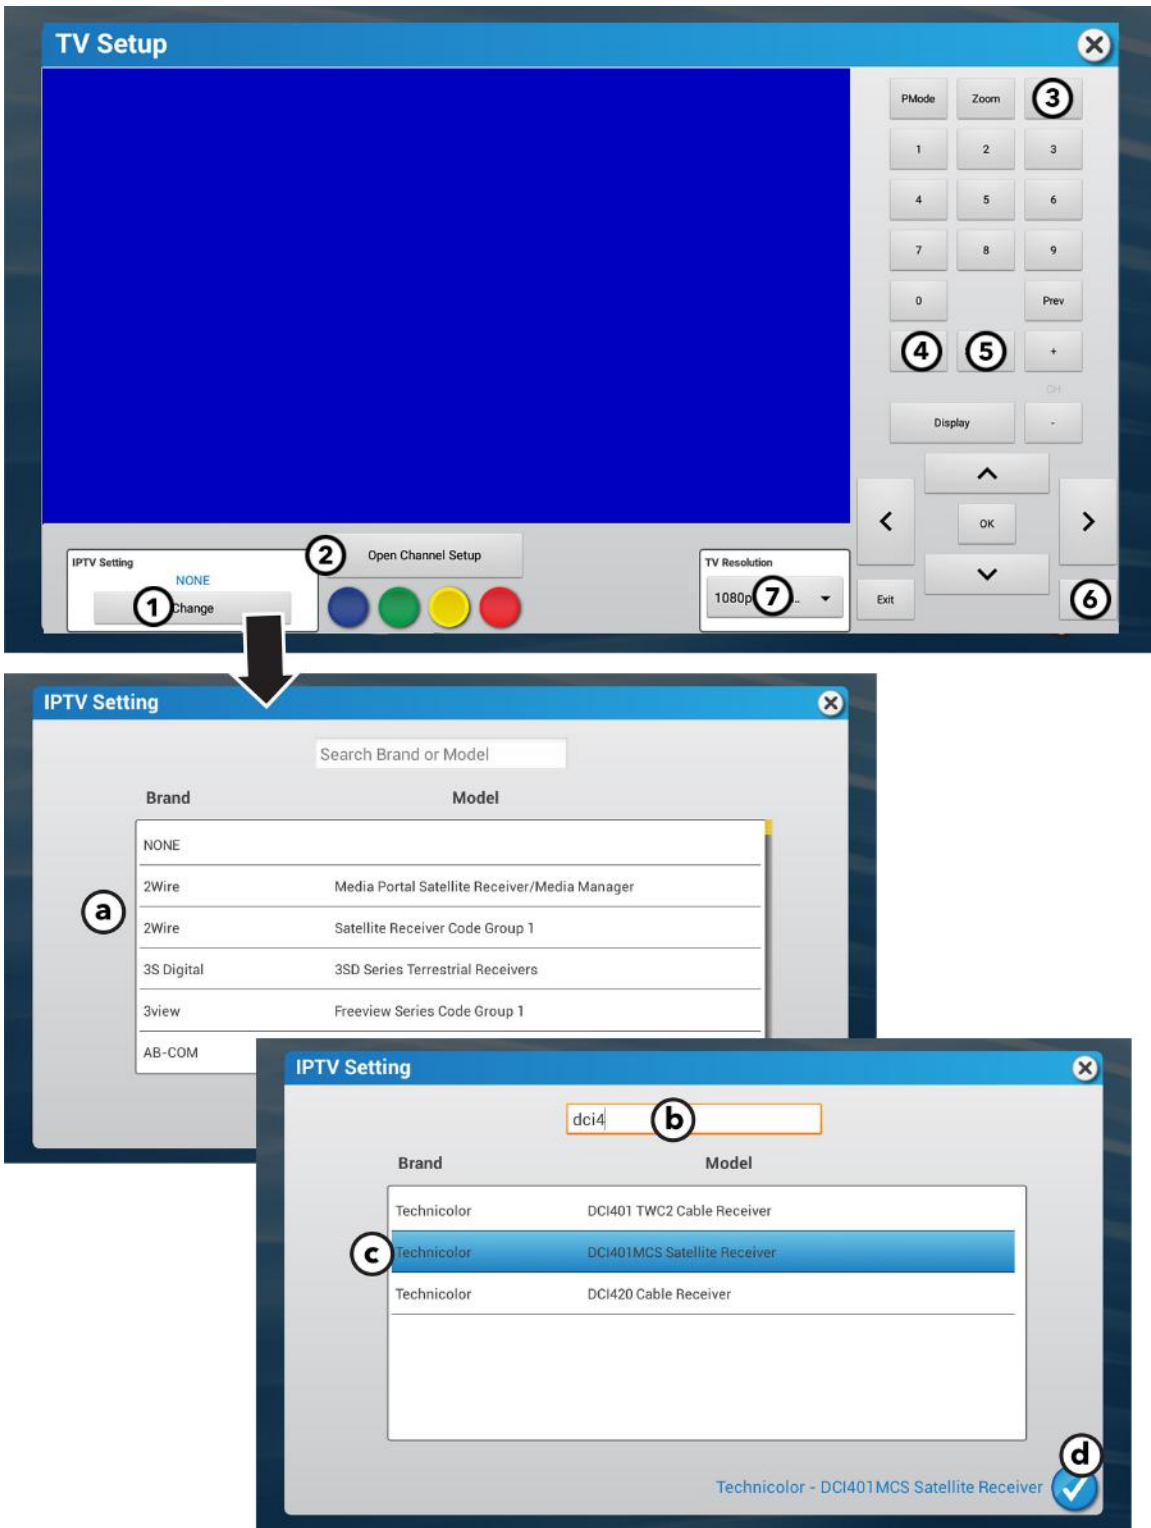 TV Setup
PMode Zoom 3
1 2 3
4 5 6
7 8 9
0 Prev
4 5 +
CH
Display -
OK
IPTV Setting
NONE
1 Change
2 Open Channel Setup
TV Resolution
1080p 7
Exit 6
IPTV Setting
Search Brand or Model
Brand Model
NONE
2Wire Media Portal Satellite Receiver/Media Manager
a
2Wire Satellite Receiver Code Group 1
3S Digital 3SD Series Terrestrial Receivers
3view Freeview Series Code Group 1
AB-COM
IPTV Setting
dci4 b
Brand Model
Technicolor DCI401 TWC2 Cable Receiver
c Technicolor DCI401MCS Satellite Receiver
Technicolor DCI420 Cable Receiver
d
Technicolor - DCI401MCS Satellite Receiver